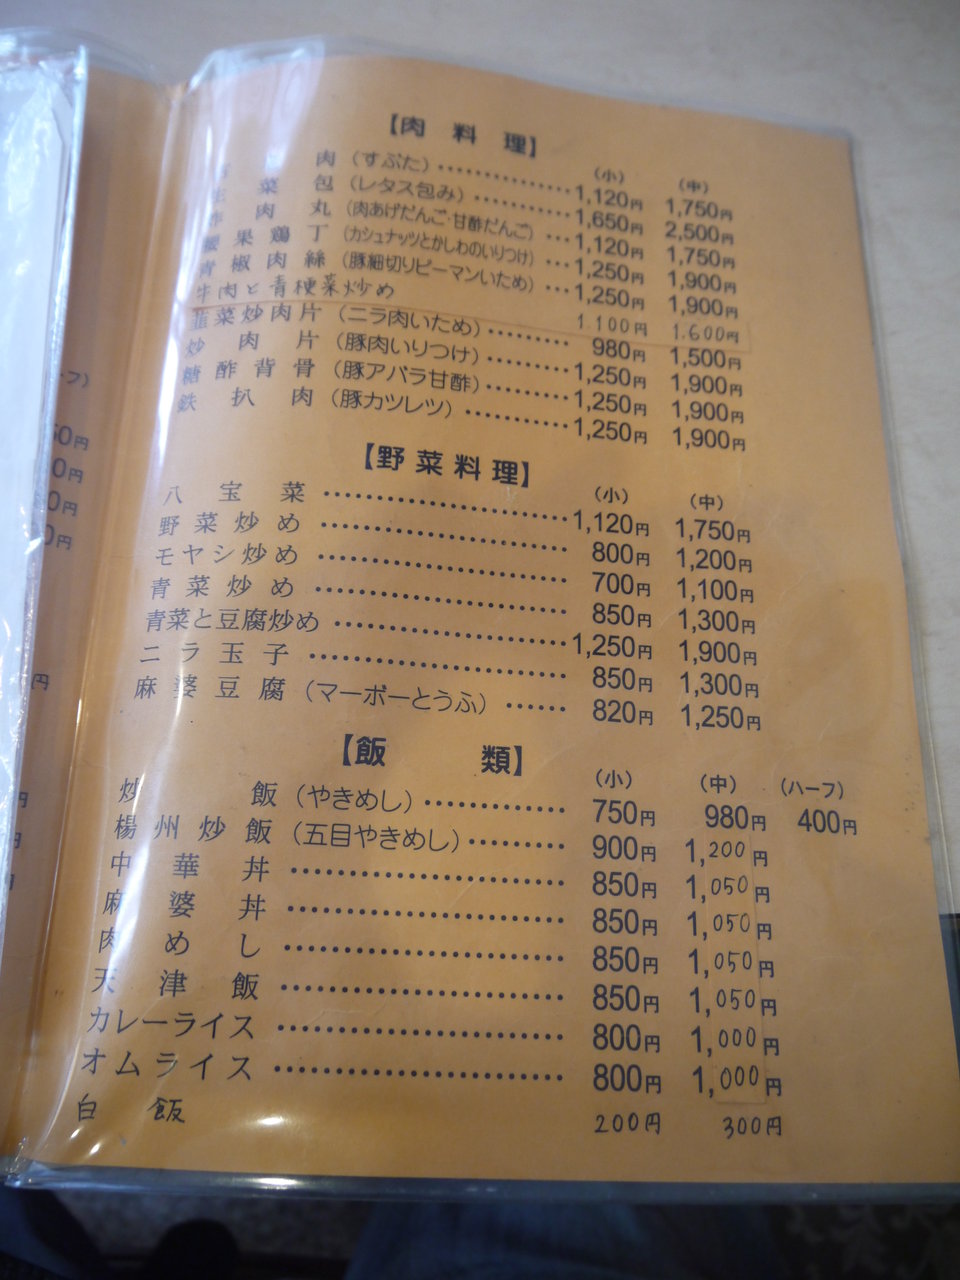 【肉料理】
(小) (中)
肉(すぶた) 1,120円 1,750円
菜包(レタス包み) 1,650円 2,500円
炸肉丸(肉あげだんご・甘酢だんご) 1,120円 1,750円
腰果鶏丁(カシュナッツとかしわのいりつけ) 1,250円 1,900円
青椒肉絲(豚細切りピーマンいため) 1,250円 1,900円
牛肉と青梗菜炒め 1.100円 1.600円
韮菜炒肉片(ニラ肉いため) 980円 1,500円
炒肉片(豚肉いりつけ) 1,250円 1,900円
糖酢背骨(豚アバラ甘酢) 1,250円 1,900円
鉄扒肉(豚カツレツ) 1,250円 1,900円
【野菜料理】
(小) (中)
八宝菜 1,120円 1,750円
野菜炒め 800円 1,200円
モヤシ炒め 700円 1,100円
青菜炒め 850円 1,300円
青菜と豆腐炒め 1,250円 1,900円
ニラ玉子 850円 1,300円
麻婆豆腐(マーボーとうふ) 820円 1,250円
【飯類】
(小) (中) (ハーフ)
炒飯(やきめし) 750円 980円 400円
楊州炒飯(五目やきめし) 900円 1,200円
中華丼 850円 1,050円
麻婆丼 850円 1,050円
肉めし 850円 1,050円
天津飯 850円 1,050円
カレーライス 800円 1,000円
オムライス 800円 1,000円
白飯 200円 300円